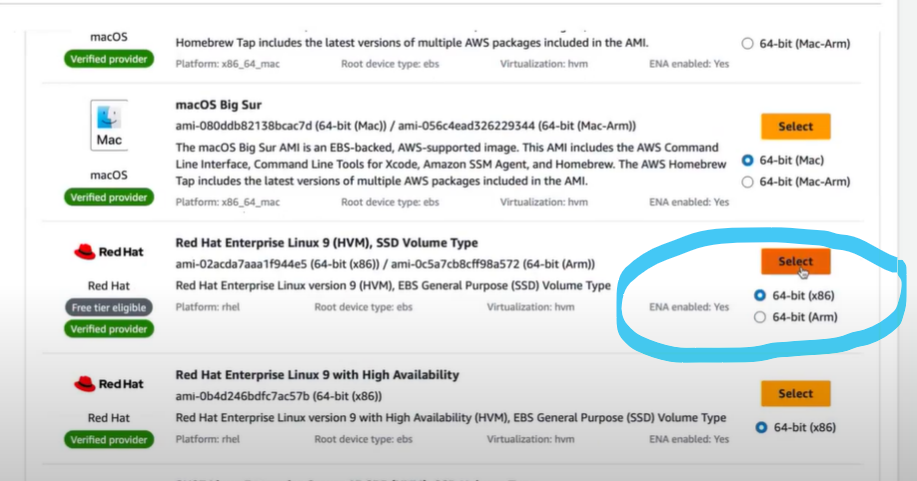 macOS
Verified provider
Homebrew Tap includes the latest versions of multiple AWS packages included in the AMI.
Platform: x86_64_mac Root device type: ebs Virtualization: hvm ENA enabled: Yes
64-bit (Mac-Arm)
Mac
macOS
Verified provider
macOS Big Sur
ami-080ddb82138bcac7d (64-bit (Mac)) / ami-056c4ead326229344 (64-bit (Mac-Arm))
The macOS Big Sur AMI is an EBS-backed, AWS-supported image. This AMI includes the AWS Command
Line Interface, Command Line Tools for Xcode, Amazon SSM Agent, and Homebrew. The AWS Homebrew
Tap includes the latest versions of multiple AWS packages included in the AMI.
Platform: x86_64_mac Root device type: ebs Virtualization: hvm ENA enabled: Yes
Select
64-bit (Mac)
64-bit (Mac-Arm)
Red Hat
Red Hat
Free tier eligible
Verified provider
Red Hat Enterprise Linux 9 (HVM), SSD Volume Type
ami-02acda7aaa1f944e5 (64-bit (x86)) / ami-0c5a7cb8cff98a572 (64-bit (Arm))
Red Hat Enterprise Linux version 9 (HVM), EBS General Purpose (SSD) Volume Type
Platform: rhel Root device type: ebs Virtualization: hvm ENA enabled: Yes
Select
64-bit (x86)
64-bit (Arm)
Red Hat
Red Hat
Verified provider
Red Hat Enterprise Linux 9 with High Availability
ami-0b4d246bdfc7ac57b (64-bit (x86))
Red Hat Enterprise Linux version 9 with High Availability (HVM), EBS General Purpose (SSD) Volume Type
Platform: rhel Root device type: ebs Virtualization: hvm ENA enabled: Yes
Select
64-bit (x86)